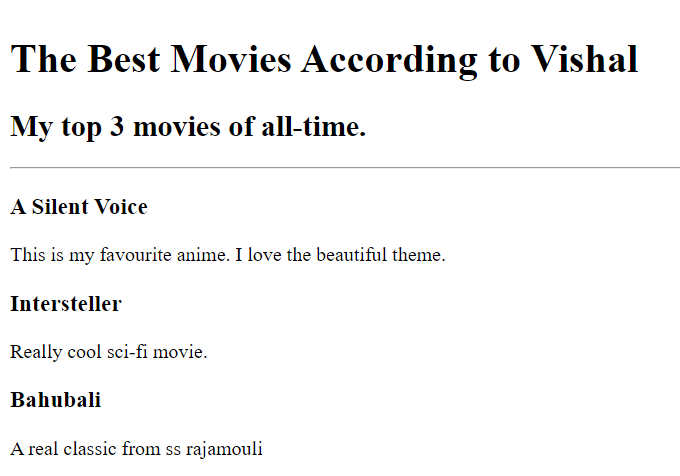 The Best Movies According to Vishal
My top 3 movies of all-time.
A Silent Voice
This is my favourite anime. I love the beautiful theme.
Intersteller
Really cool sci-fi movie.
Bahubali
A real classic from ss rajamouli